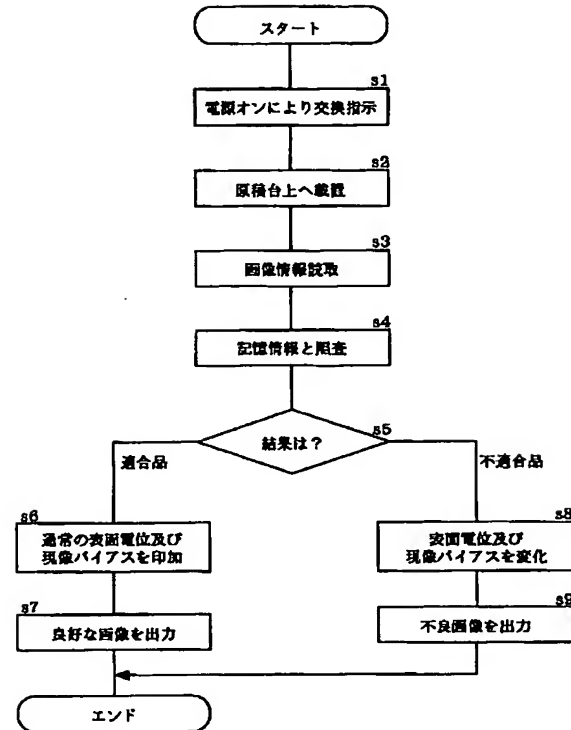 スタート
s1
電源オンにより交換指示
s2
原稿台上へ載置
s3
画像情報読取
s4
記憶情報と照査
s5
結果は？
適合品
不適合品
s6
通常の表面電位及び
現像バイアスを印加
s8
表面電位及び
現像バイアスを変化
s7
良好な画像を出力
s9
不良画像を出力
エンド